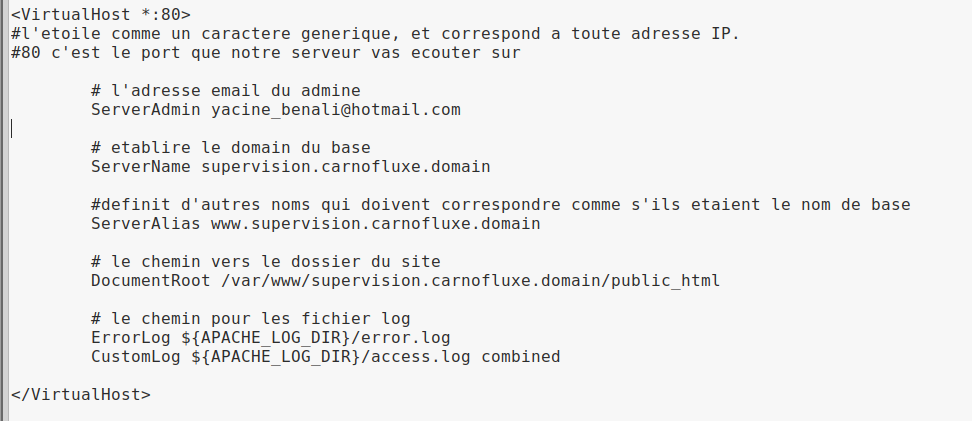 <VirtualHost *:80>
#l'etoile comme un caractere generique, et correspond a toute adresse IP.
#80 c'est le port que notre serveur vas ecouter sur
# l'adresse email du admine
ServerAdmin yacine_benali@hotmail.com
# etablire le domain du base
ServerName supervision.carnofluxe.domain
#definit d'autres noms qui doivent correspondre comme s'ils etaient le nom de base
ServerAlias www.supervision.carnofluxe.domain
# le chemin vers le dossier du site
DocumentRoot /var/www/supervision.carnofluxe.domain/public_html
# le chemin pour les fichier log
ErrorLog ${APACHE_LOG_DIR}/error.log
CustomLog ${APACHE_LOG_DIR}/access.log combined
</VirtualHost>